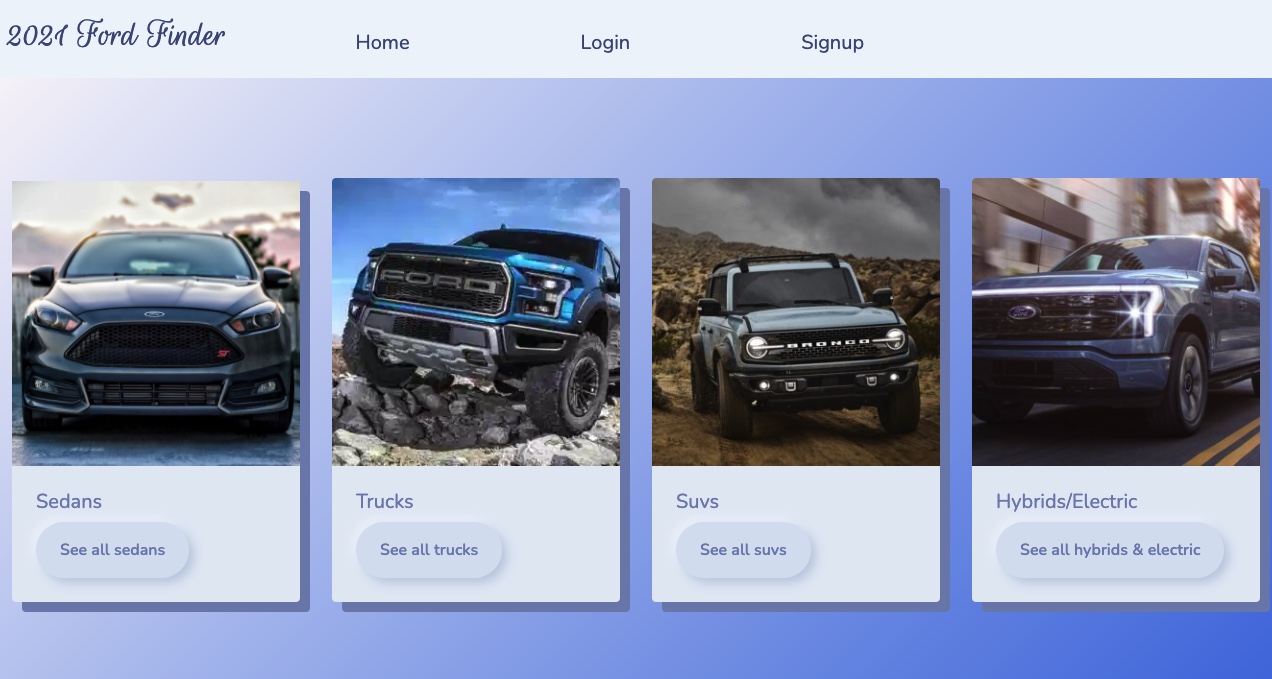 2021 Ford Finder
Home
Login
Signup
ST
FORD
BRONCO
Ford
Sedans
See all sedans
Trucks
See all trucks
Suvs
See all suvs
Hybrids/Electric
See all hybrids & electric